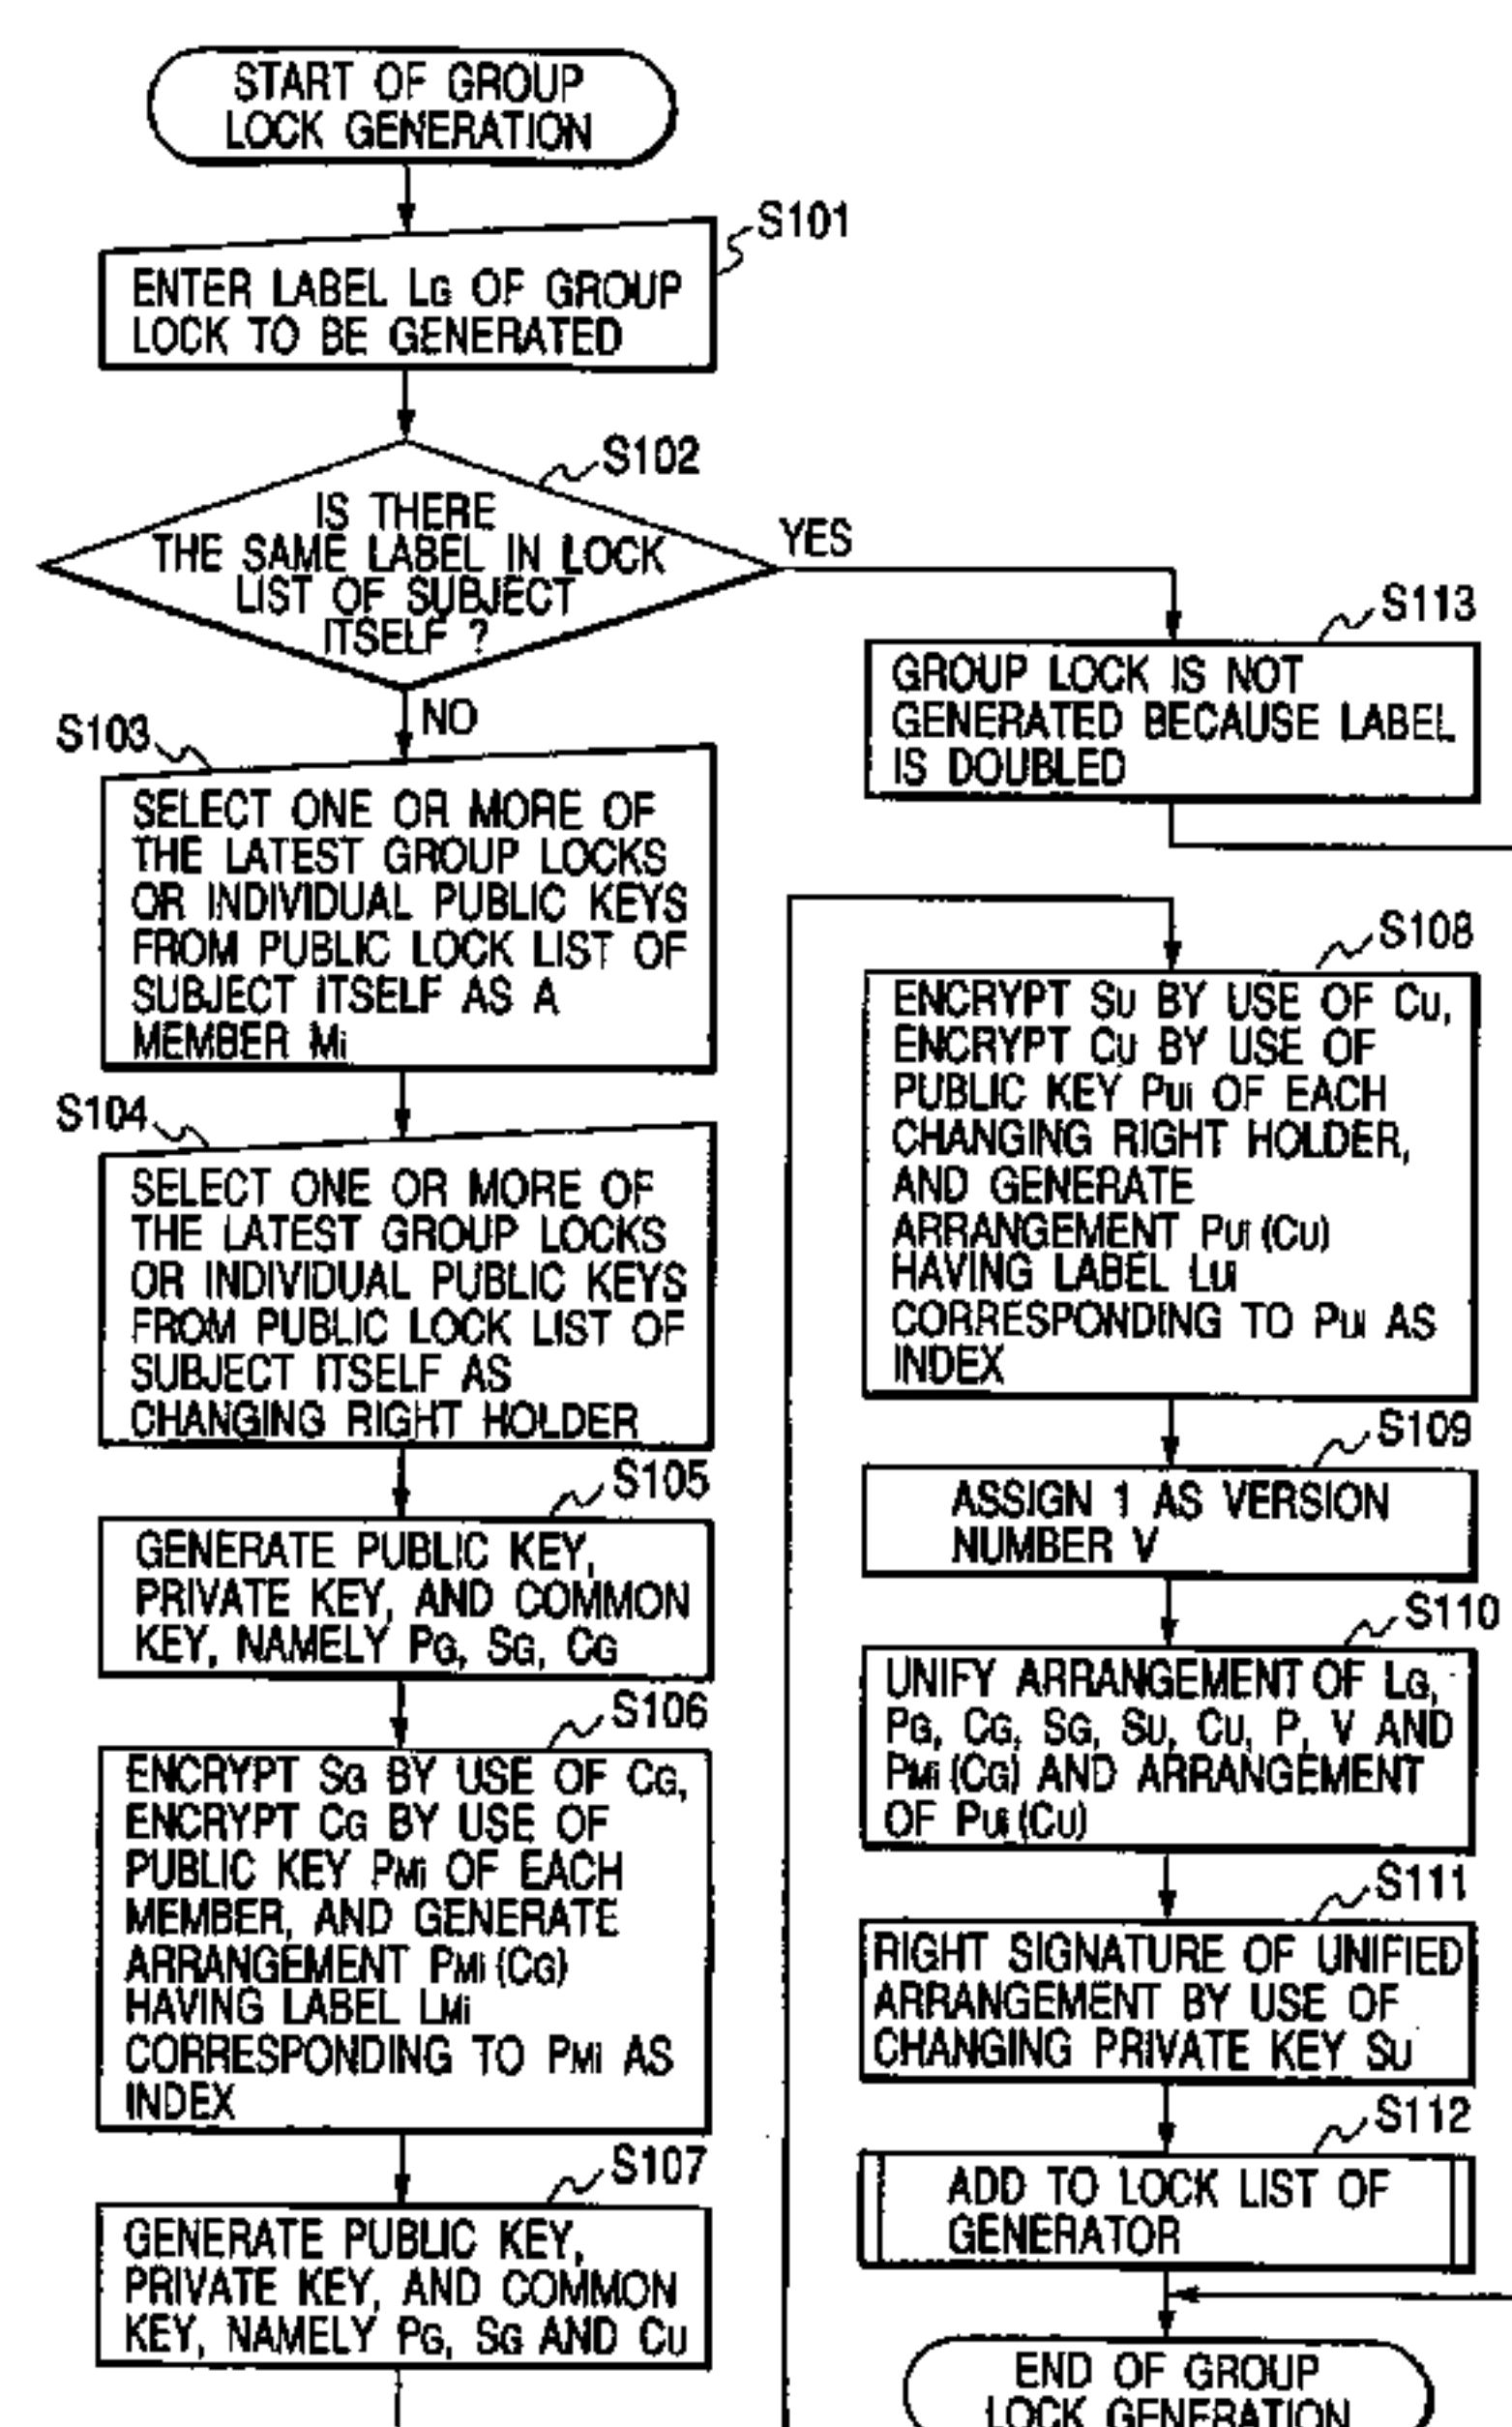 START OF GROUP
LOCK GENERATION
S101
ENTER LABEL LG OF GROUP
LOCK TO BE GENERATED
S102
IS THERE
THE SAME LABEL IN LOCK
LIST OF SUBJECT
ITSELF ?
YES
NO
S103
SELECT ONE OR MORE OF
THE LATEST GROUP LOCKS
OR INDIVIDUAL PUBLIC KEYS
FROM PUBLIC LOCK LIST OF
SUBJECT ITSELF AS A
MEMBER Mi
S104
SELECT ONE OR MORE OF
THE LATEST GROUP LOCKS
OR INDIVIDUAL PUBLIC KEYS
FROM PUBLIC LOCK LIST OF
SUBJECT ITSELF AS
CHANGING RIGHT HOLDER
S105
GENERATE PUBLIC KEY,
PRIVATE KEY, AND COMMON
KEY, NAMELY PG, SG, CG
S106
ENCRYPT SG BY USE OF CG,
ENCRYPT CG BY USE OF
PUBLIC KEY PMi OF EACH
MEMBER, AND GENERATE
ARRANGEMENT PMi (CG)
HAVING LABEL LMi
CORRESPONDING TO PMi AS
INDEX
S107
GENERATE PUBLIC KEY,
PRIVATE KEY, AND COMMON
KEY, NAMELY PG, SG AND CU
S113
GROUP LOCK IS NOT
GENERATED BECAUSE LABEL
IS DOUBLED
S108
ENCRYPT SU BY USE OF CU,
ENCRYPT CU BY USE OF
PUBLIC KEY PUi OF EACH
CHANGING RIGHT HOLDER,
AND GENERATE
ARRANGEMENT PUi (CU)
HAVING LABEL LUi
CORRESPONDING TO PUi AS
INDEX
S109
ASSIGN 1 AS VERSION
NUMBER V
S110
UNIFY ARRANGEMENT OF LG,
PG, CG, SG, SU, CU, P, V AND
PMi (CG) AND ARRANGEMENT
OF PUi (CU)
S111
RIGHT SIGNATURE OF UNIFIED
ARRANGEMENT BY USE OF
CHANGING PRIVATE KEY SU
S112
ADD TO LOCK LIST OF
GENERATOR
END OF GROUP
LOCK GENERATION